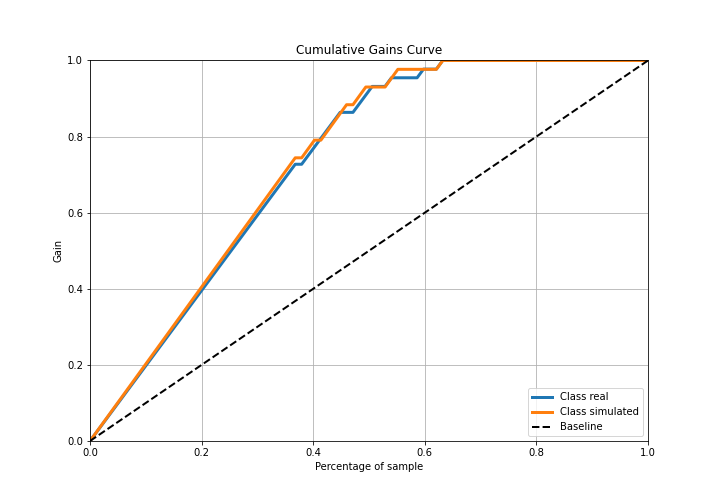 Cumulative Gains Curve
1.0
0.8
0.6
0.4
0.2
0.0
Gain
0.0 0.2 0.4 0.6 0.8 1.0
Percentage of sample
Class real
Class simulated
Baseline